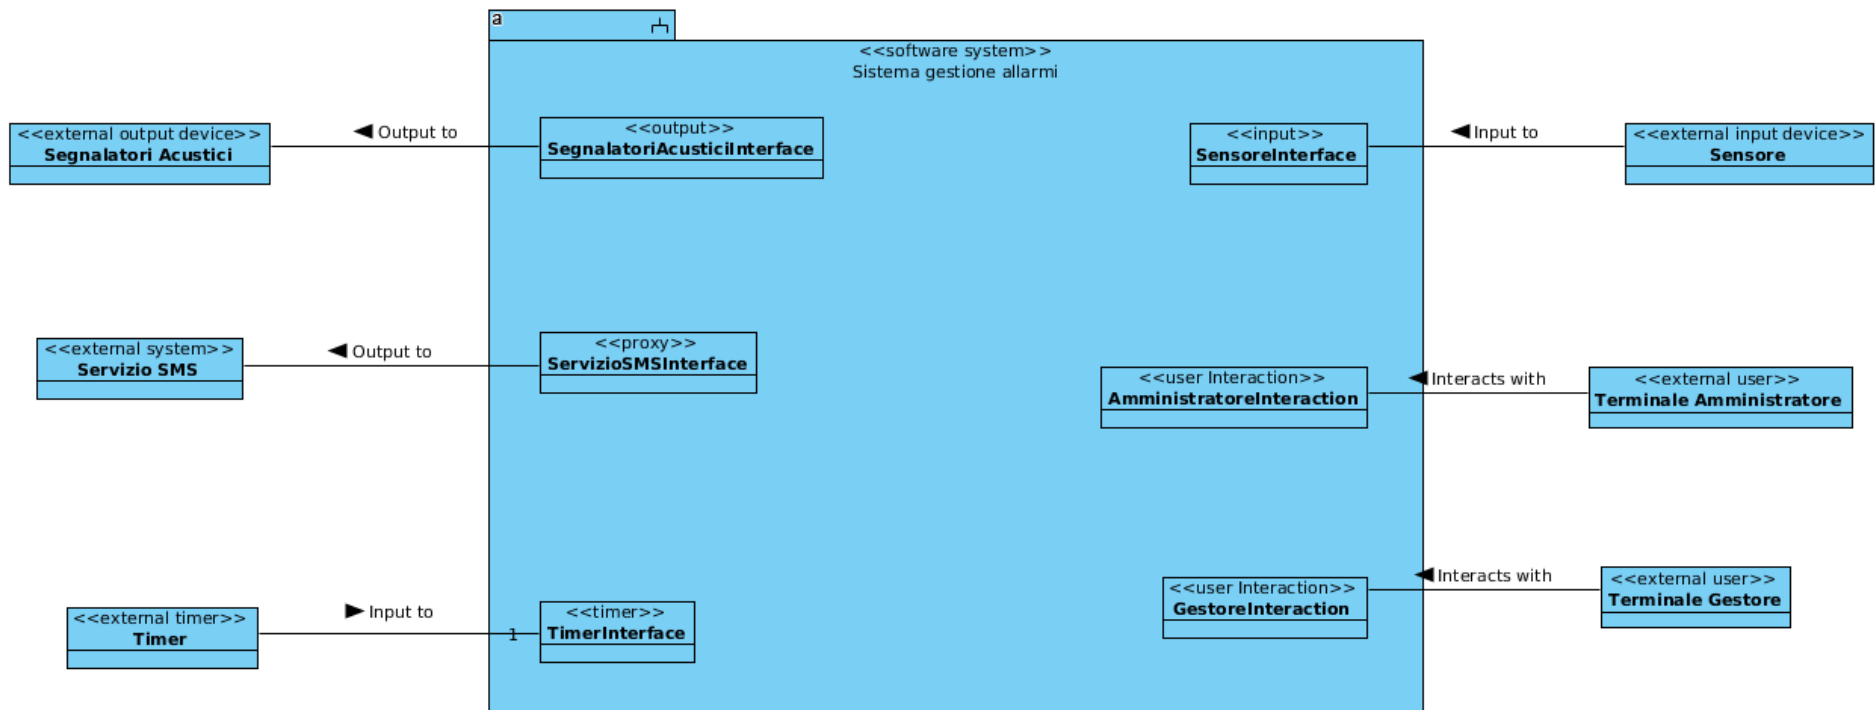 a
<<software system>>
Sistema gestione allarmi
<<external output device>>
Segnalatori Acustici
◄ Output to
<<output>>
SegnalatoriAcusticiInterface
<<input>>
SensoreInterface
◄ Input to
<<external input device>>
Sensore
<<external system>>
Servizio SMS
◄ Output to
<<proxy>>
ServizioSMSInterface
<<user Interaction>>
AmministratoreInteraction
◄ Interacts with
<<external user>>
Terminale Amministratore
<<external timer>>
Timer
► Input to
1
<<timer>>
TimerInterface
<<user Interaction>>
GestoreInteraction
◄ Interacts with
<<external user>>
Terminale Gestore